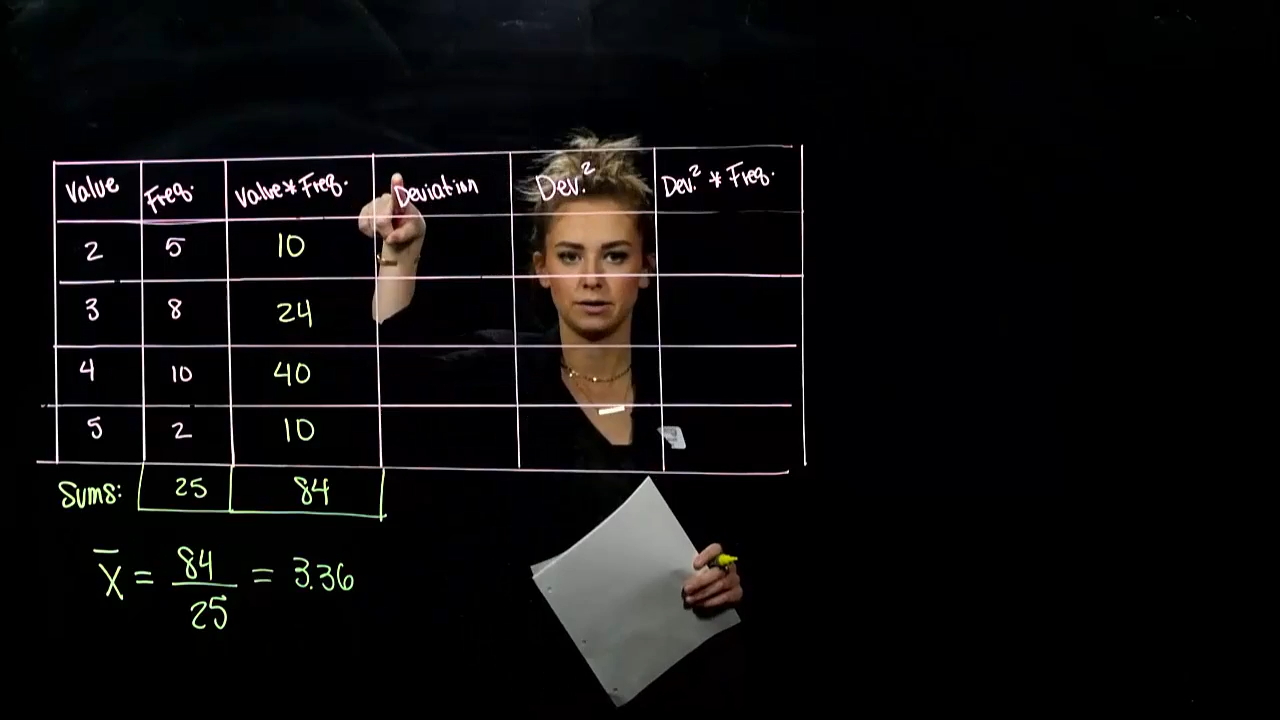 Value Freq. Value*Freq. Deviation Dev.² Dev.² * Freq.
2 5 10
3 8 24
4 10 40
5 2 10
Sums: 25 84
X̄ = 84/25 = 3.36